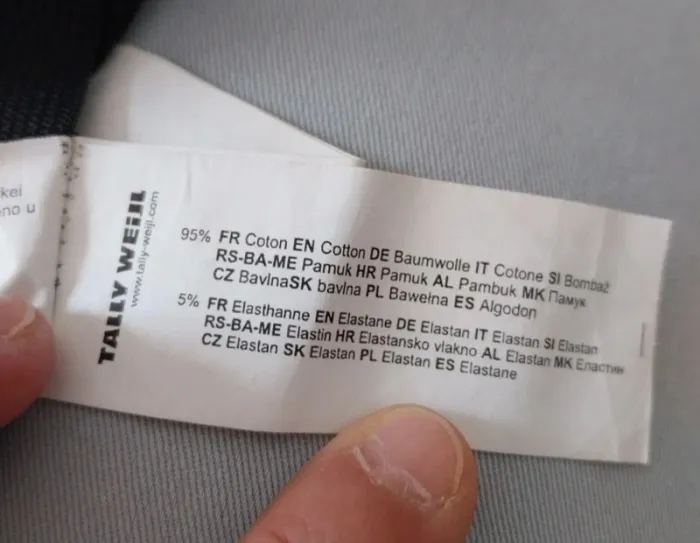 kei
no u
TALLY WEiJL
www.tally-weijl.com
95% FR Coton EN Cotton DE Baumwolle IT Cotone SI Bombaž
RS-BA-ME Pamuk HR Pamuk AL Pambuk MK Памук
CZ BavlnaSK bavlna PL Bawełna ES Algodon
5% FR Elasthanne EN Elastane DE Elastan IT Elastan SI Elastan
RS-BA-ME Elastin HR Elastansko vlakno AL Elastan MK Еластин
CZ Elastan SK Elastan PL Elastan ES Elastane